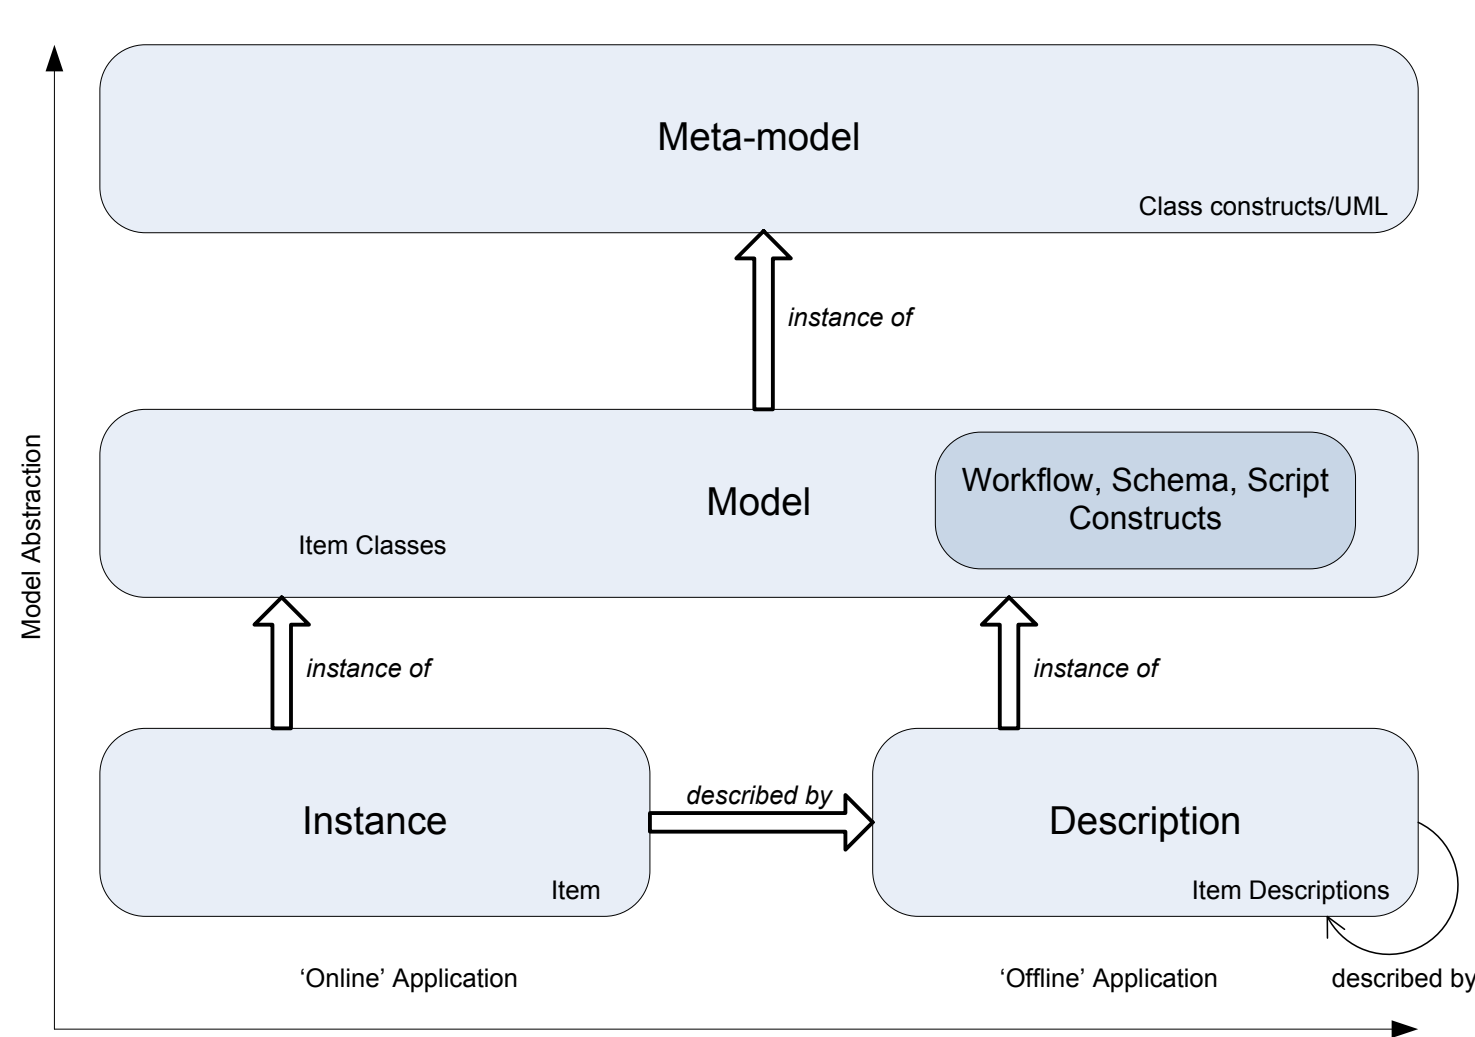 Meta-model
Class constructs/UML
instance of
Model Abstraction
Model
Workflow, Schema, Script
Constructs
Item Classes
instance of
instance of
Instance
described by
Description
Item
Item Descriptions
‘Online’ Application
‘Offline’ Application
described by